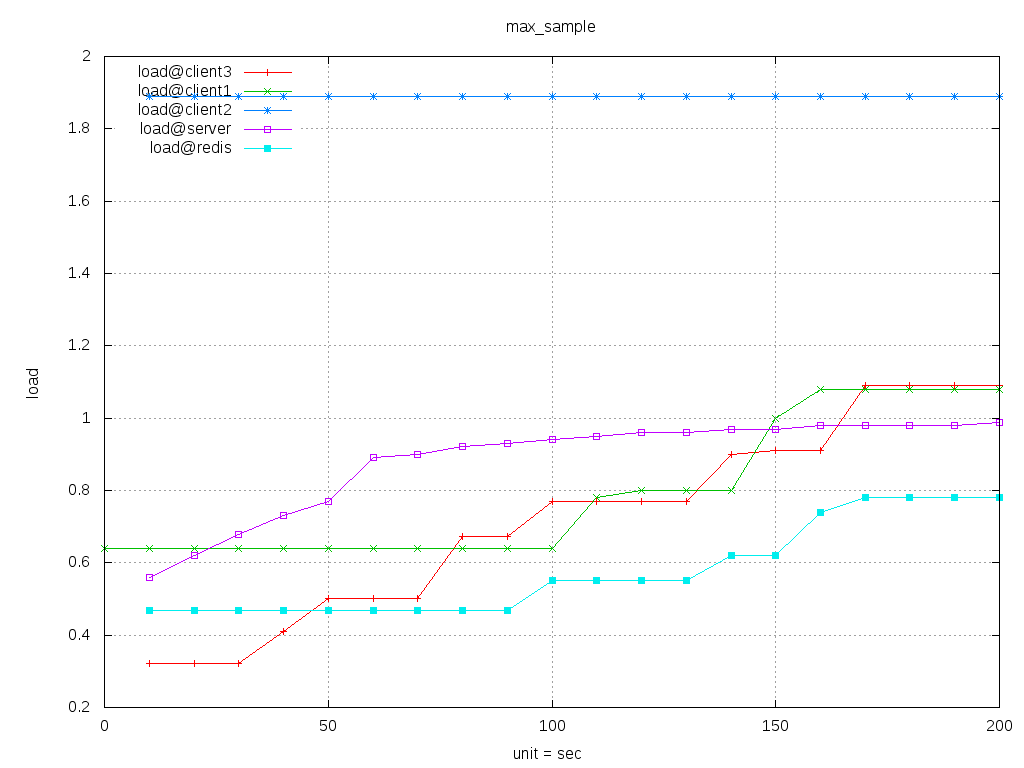 max_sample
2
load@client3
load@client1
load@client2
1.8
load@server
load@redis
1.6
1.4
1.2
load
1
0.8
0.6
0.4
0.2
0 50 100 150 200
unit = sec